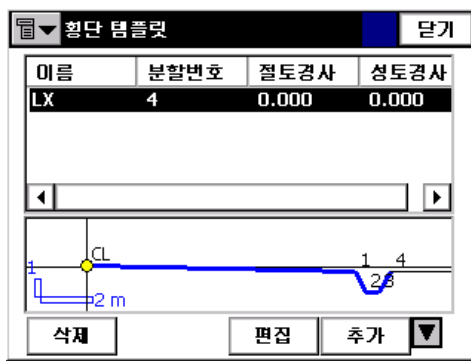 횡단 템플릿 닫기
이름 분할번호 절토경사 성토경사
LX 4 0.000 0.000
CL
1 1 4
2 3
2 m
삭제 편집 추가